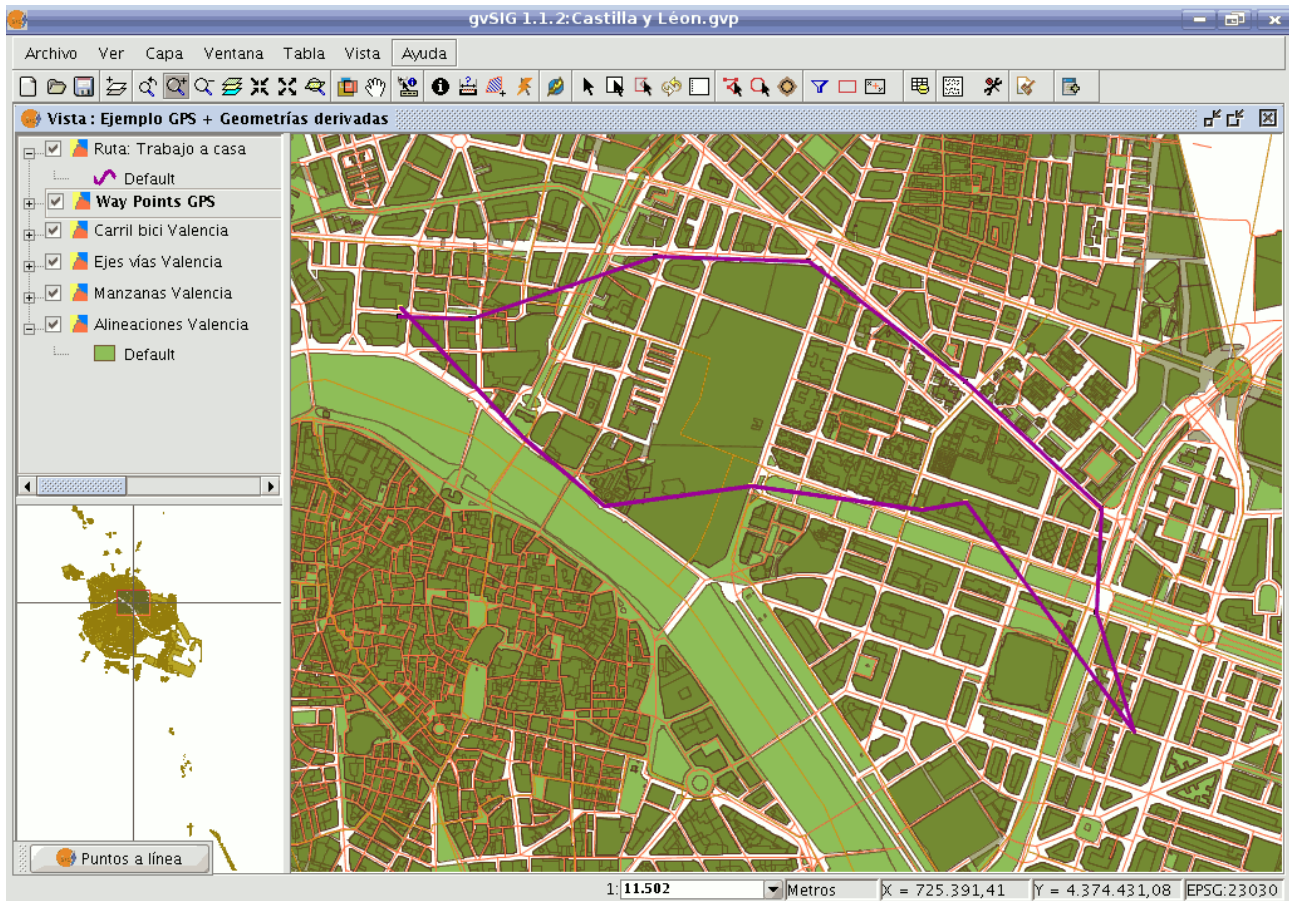 gvSIG 1.1.2:Castilla y Léon.gvp
Archivo Ver Capa Ventana Tabla Vista Ayuda
Vista : Ejemplo GPS + Geometrías derivadas
Ruta: Trabajo a casa
Default
Way Points GPS
Carril bici Valencia
Ejes vías Valencia
Manzanas Valencia
Alineaciones Valencia
Default
Puntos a línea
1: 11.502 Metros X = 725.391,41 Y = 4.374.431,08 EPSG:23030